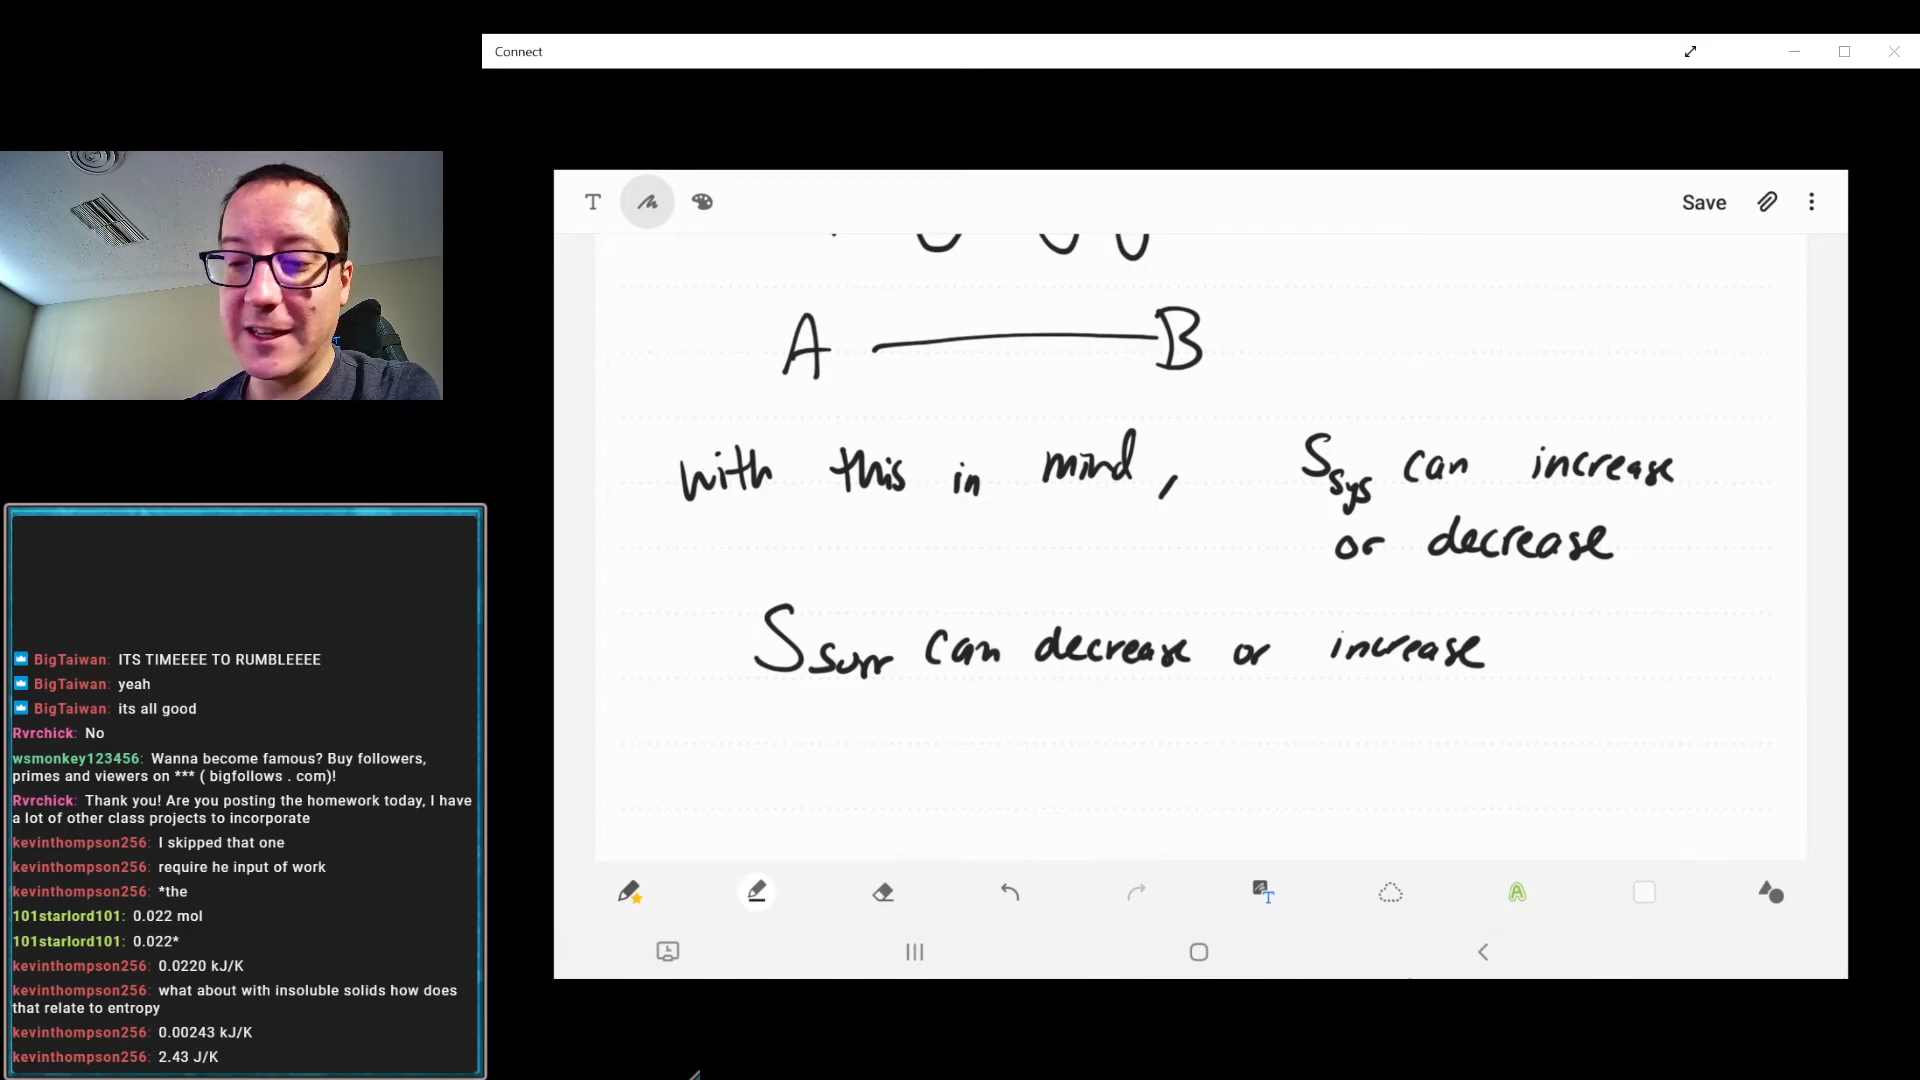 Connect
T
Save
A B
with this in mind, Ssys can increase
or decrease
Ssurr can decrease or increase
BigTaiwan: ITS TIMEEEE TO RUMBLEEEE
BigTaiwan: yeah
BigTaiwan: its all good
Rvrchick: No
wsmonkey123456: Wanna become famous? Buy followers,
primes and viewers on *** ( bigfollows . com)!
Rvrchick: Thank you! Are you posting the homework today, I have
a lot of other class projects to incorporate
kevinthompson256: I skipped that one
kevinthompson256: require he input of work
kevinthompson256: *the
101starlord101: 0.022 mol
101starlord101: 0.022*
kevinthompson256: 0.0220 kJ/K
kevinthompson256: what about with insoluble solids how does
that relate to entropy
kevinthompson256: 0.00243 kJ/K
kevinthompson256: 2.43 J/K